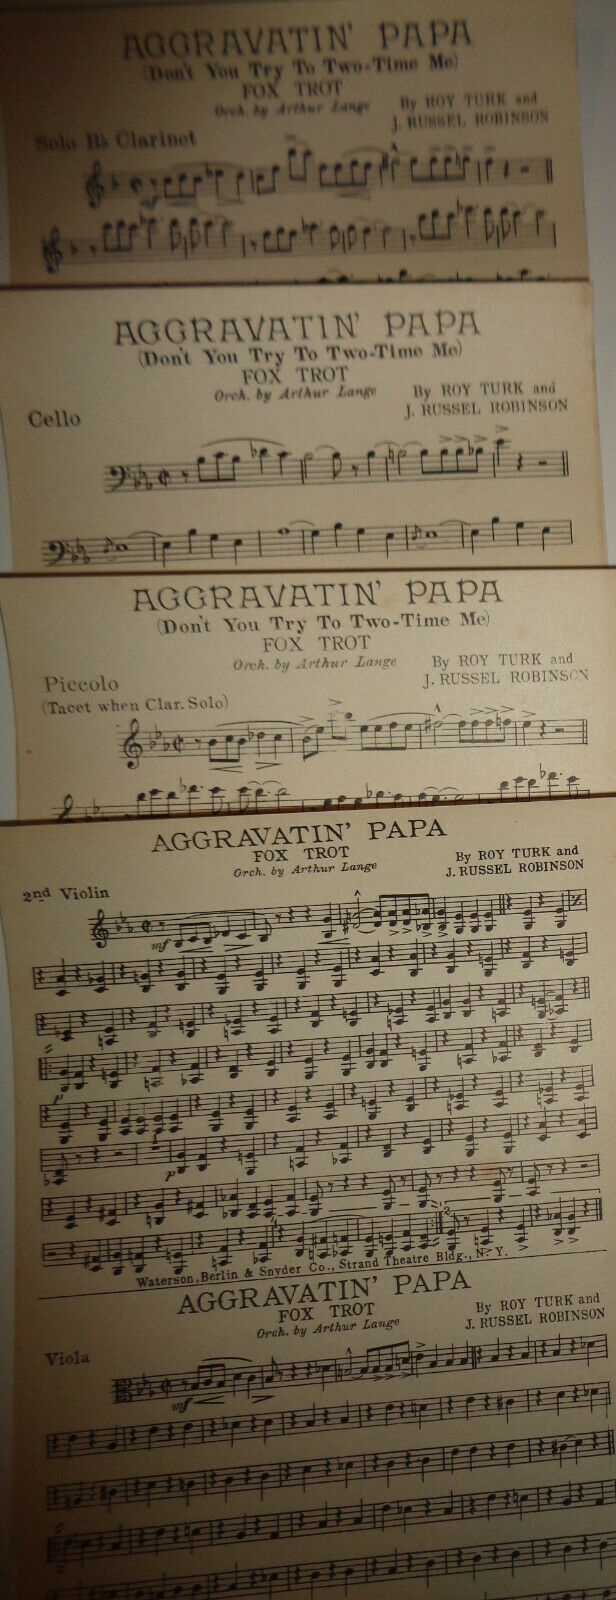 AGGRAVATIN' PAPA
(Don't You Try To Two-Time Me)
FOX TROT
Orch. by Arthur Lange
By ROY TURK and
J. RUSSEL ROBINSON
Solo B♭ Clarinet
AGGRAVATIN' PAPA
(Don't You Try To Two-Time Me)
FOX TROT
Orch. by Arthur Lange
By ROY TURK and
J. RUSSEL ROBINSON
Cello
AGGRAVATIN' PAPA
(Don't You Try To Two-Time Me)
FOX TROT
Orch. by Arthur Lange
By ROY TURK and
J. RUSSEL ROBINSON
Piccolo
(Tacet when Clar. Solo)
AGGRAVATIN' PAPA
FOX TROT
Orch. by Arthur Lange
By ROY TURK and
J. RUSSEL ROBINSON
2nd Violin
mf
p
p
2.
Waterson, Berlin & Snyder Co., Strand Theatre Bldg., N. Y.
AGGRAVATIN' PAPA
FOX TROT
Orch. by Arthur Lange
By ROY TURK and
J. RUSSEL ROBINSON
Viola
mf